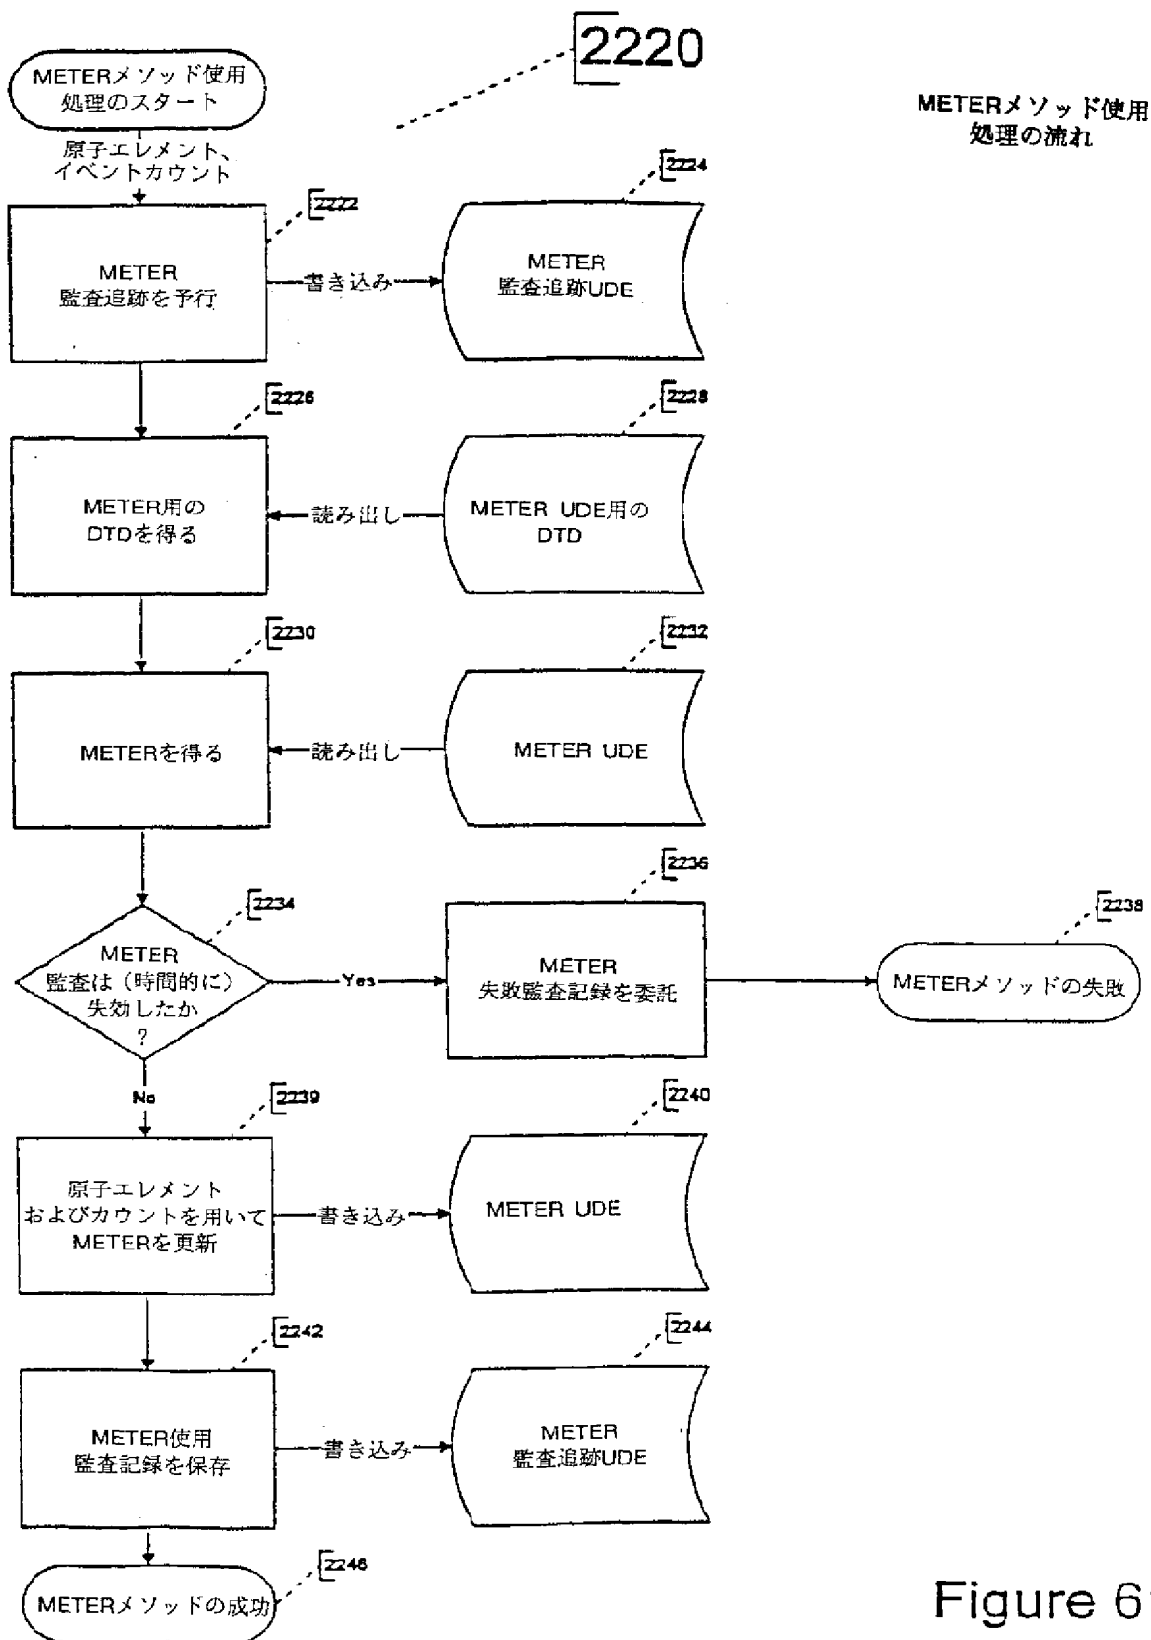 2220
METERメソッド使用
処理の流れ
METERメソッド使用
処理のスタート
原子エレメント、
イベントカウント
2222
METER
監査追跡を予行
書き込み
2224
METER
監査追跡UDE
2226
METER用の
DTDを得る
読み出し
2228
METER UDE用の
DTD
2230
METERを得る
読み出し
2232
METER UDE
2234
METER
監査は(時間的に)
失効したか
?
Yes
2236
METER
失敗監査記録を委託
2238
METERメソッドの失敗
No
2239
原子エレメント
およびカウントを用いて
METERを更新
書き込み
2240
METER UDE
2242
METER使用
監査記録を保存
書き込み
2244
METER
監査追跡UDE
2246
METERメソッドの成功
Figure 6